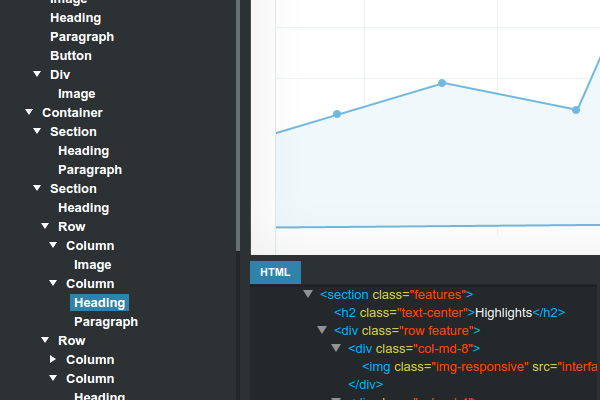 Image
Heading
Paragraph
Button
Div
Image
Container
Section
Heading
Paragraph
Section
Heading
Row
Column
Image
Column
Heading
Paragraph
Row
Column
Column
Heading
HTML
<section class="features">
<h2 class="text-center">Highlights</h2>
<div class="row feature">
<div class="col-md-8">
<img class="img-responsive" src="interfa
</div>